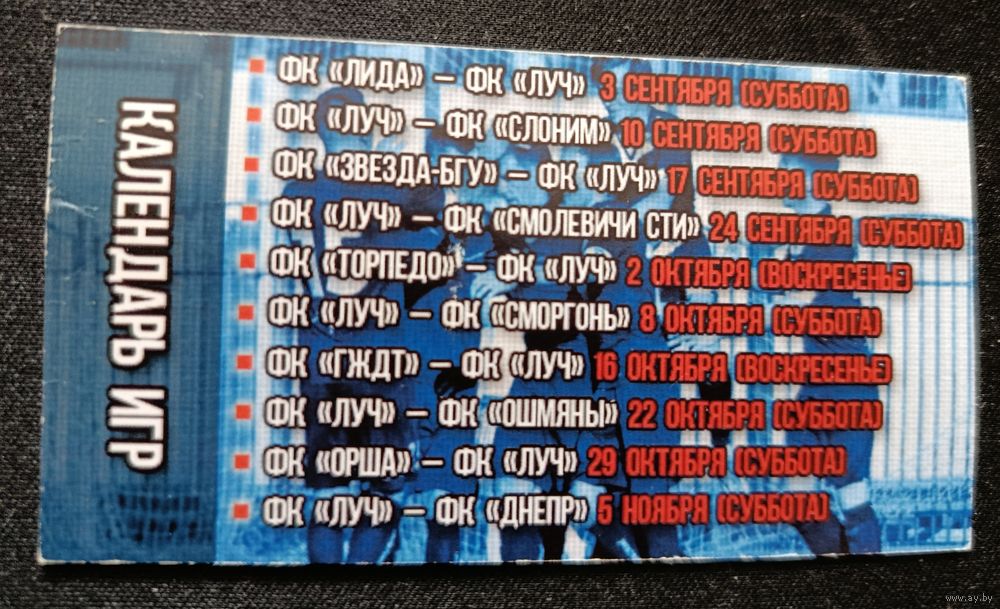 КАЛЕНДАРЬ ИГР
ФК «ЛИДА» – ФК «ЛУЧ» 3 СЕНТЯБРЯ (СУББОТА)
ФК «ЛУЧ» – ФК «СЛОНИМ» 10 СЕНТЯБРЯ (СУББОТА)
ФК «ЗВЕЗДА-БГУ» – ФК «ЛУЧ» 17 СЕНТЯБРЯ (СУББОТА)
ФК «ЛУЧ» – ФК «СМОЛЕВИЧИ СТИ» 24 СЕНТЯБРЯ (СУББОТА)
ФК «ТОРПЕДО» – ФК «ЛУЧ» 2 ОКТЯБРЯ (ВОСКРЕСЕНЬЕ)
ФК «ЛУЧ» – ФК «СМОРГОНЬ» 8 ОКТЯБРЯ (СУББОТА)
ФК «ГЖДТ» – ФК «ЛУЧ» 16 ОКТЯБРЯ (ВОСКРЕСЕНЬЕ)
ФК «ЛУЧ» – ФК «ОШМЯНЫ» 22 ОКТЯБРЯ (СУББОТА)
ФК «ОРША» – ФК «ЛУЧ» 29 ОКТЯБРЯ (СУББОТА)
ФК «ЛУЧ» – ФК «ДНЕПР» 5 НОЯБРЯ (СУББОТА)
www.ay.by